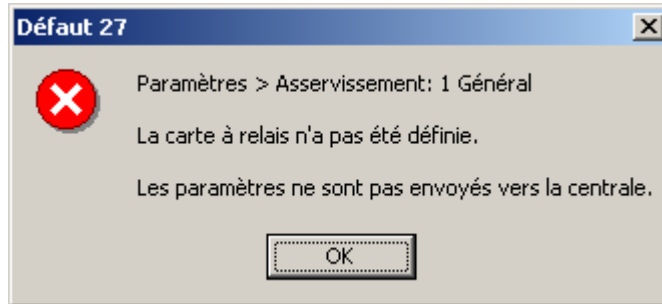 Défaut 27
Paramètres > Asservissement: 1 Général
La carte à relais n'a pas été définie.
Les paramètres ne sont pas envoyés vers la centrale.
OK